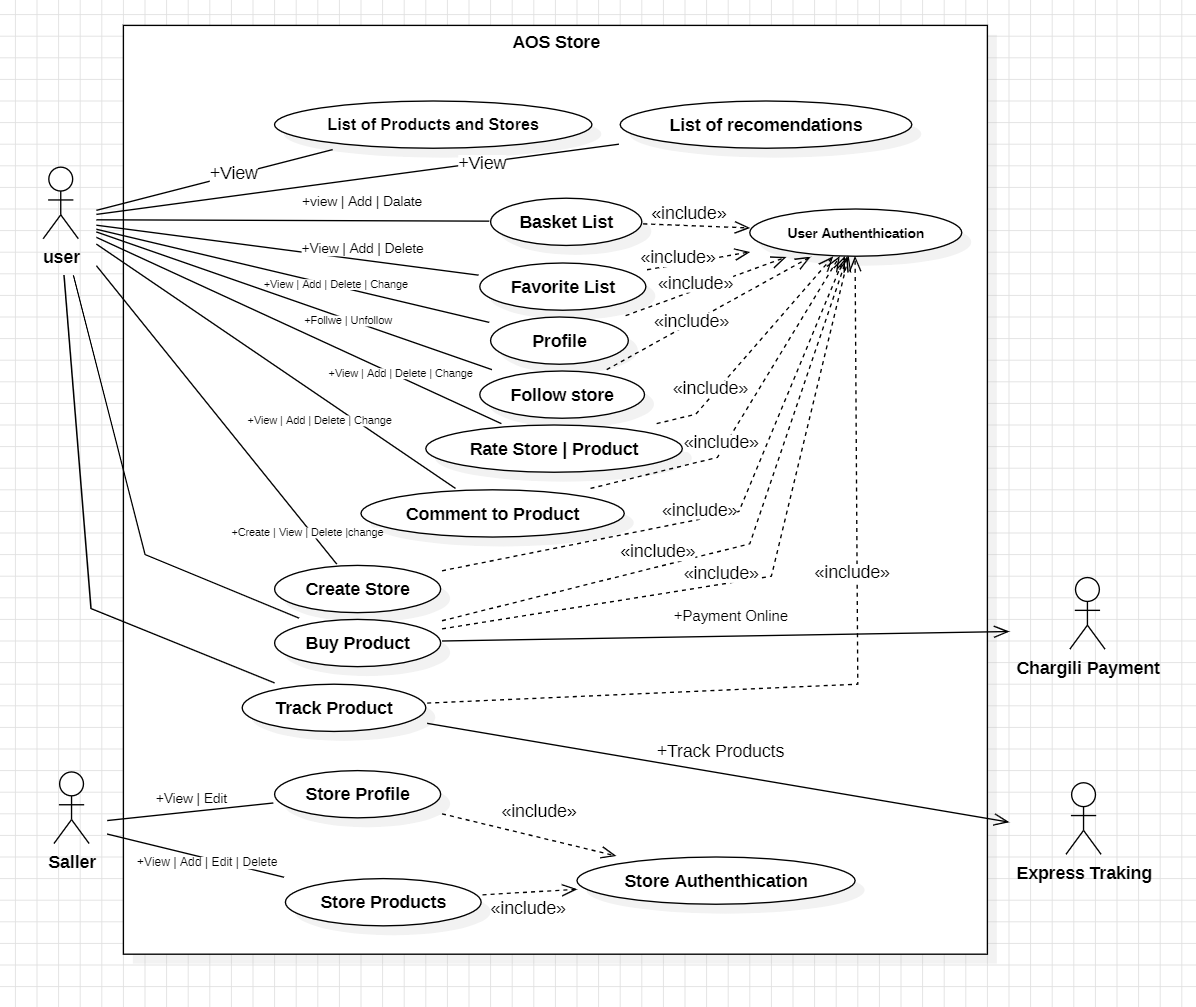 AOS Store
List of Products and Stores
List of recomendations
+View
+View
user
+view | Add | Dalate
Basket List
«include»
User Authenthication
+View | Add | Delete
«include»
Favorite List
+View | Add | Delete | Change
«include»
Profile
+Follwe | Unfollow
«include»
Follow store
+View | Add | Delete | Change
«include»
Rate Store | Product
+View | Add | Delete | Change
«include»
Comment to Product
«include»
+Create | View | Delete |change
«include»
«include»
«include»
Create Store
Buy Product
+Payment Online
Chargili Payment
Track Product
+Track Products
Saller
+View | Edit
Store Profile
«include»
+View | Add | Edit | Delete
Store Authenthication
Express Traking
Store Products
«include»